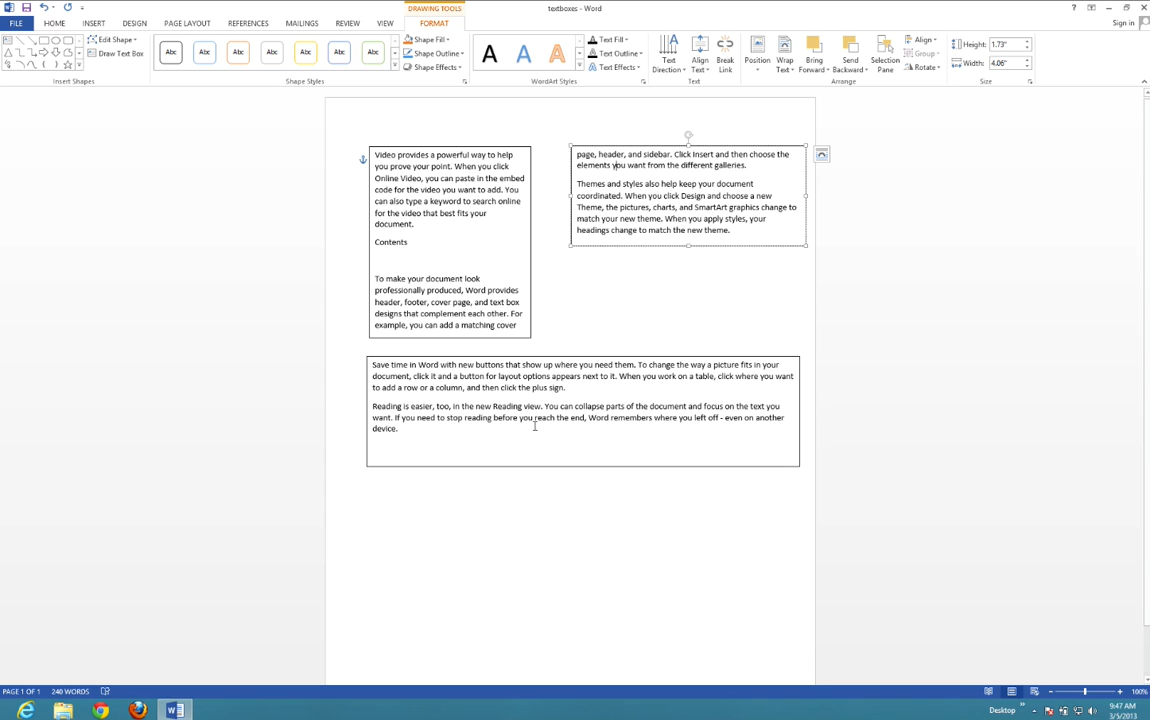 textboxes - Word
DRAWING TOOLS
? 
Sign in
FILE
HOME
INSERT
DESIGN
PAGE LAYOUT
REFERENCES
MAILINGS
REVIEW
VIEW
FORMAT
Edit Shape
Draw Text Box
Insert Shapes
Abc Abc Abc Abc Abc Abc Abc
Shape Fill
Shape Outline
Shape Effects
Shape Styles
A A A
Text Fill
Text Outline
Text Effects
WordArt Styles
Text Direction
Align Text
Break Link
Text
Position
Wrap Text
Bring Forward
Send Backward
Selection Pane
Align
Group
Rotate
Arrange
Height: 1.73"
Width: 4.06"
Size
Video provides a powerful way to help
you prove your point. When you click
Online Video, you can paste in the embed
code for the video you want to add. You
can also type a keyword to search online
for the video that best fits your
document.
Contents
To make your document look
professionally produced, Word provides
header, footer, cover page, and text box
designs that complement each other. For
example, you can add a matching cover
page, header, and sidebar. Click Insert and then choose the
elements you want from the different galleries.
Themes and styles also help keep your document
coordinated. When you click Design and choose a new
Theme, the pictures, charts, and SmartArt graphics change to
match your new theme. When you apply styles, your
headings change to match the new theme.
Save time in Word with new buttons that show up where you need them. To change the way a picture fits in your
document, click it and a button for layout options appears next to it. When you work on a table, click where you want
to add a row or a column, and then click the plus sign.
Reading is easier, too, in the new Reading view. You can collapse parts of the document and focus on the text you
want. If you need to stop reading before you reach the end, Word remembers where you left off - even on another
device.
PAGE 1 OF 1
240 WORDS
100%
Desktop
9:47 AM
3/5/2013